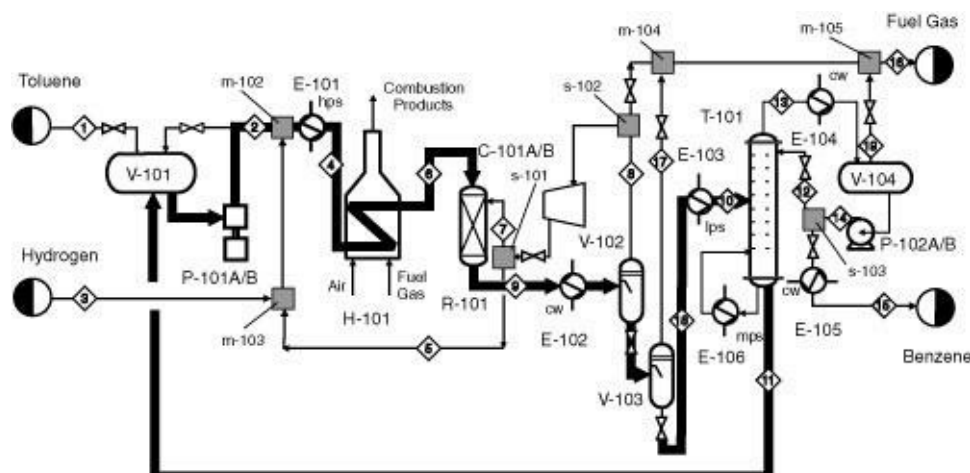 Toluene
1
V-101
P-101A/B
2
m-102
E-101
hps
4
Combustion
Products
Air
Fuel
Gas
H-101
6
C-101A/B
s-101
7
R-101
9
cw
E-102
V-102
s-102
8
m-104
17
V-103
18
E-103
lps
10
T-101
13
cw
E-104
m-105
16
Fuel Gas
19
V-104
12
14
P-102A/B
s-103
cw
E-105
15
Benzene
mps
E-106
11
Hydrogen
3
m-103
5